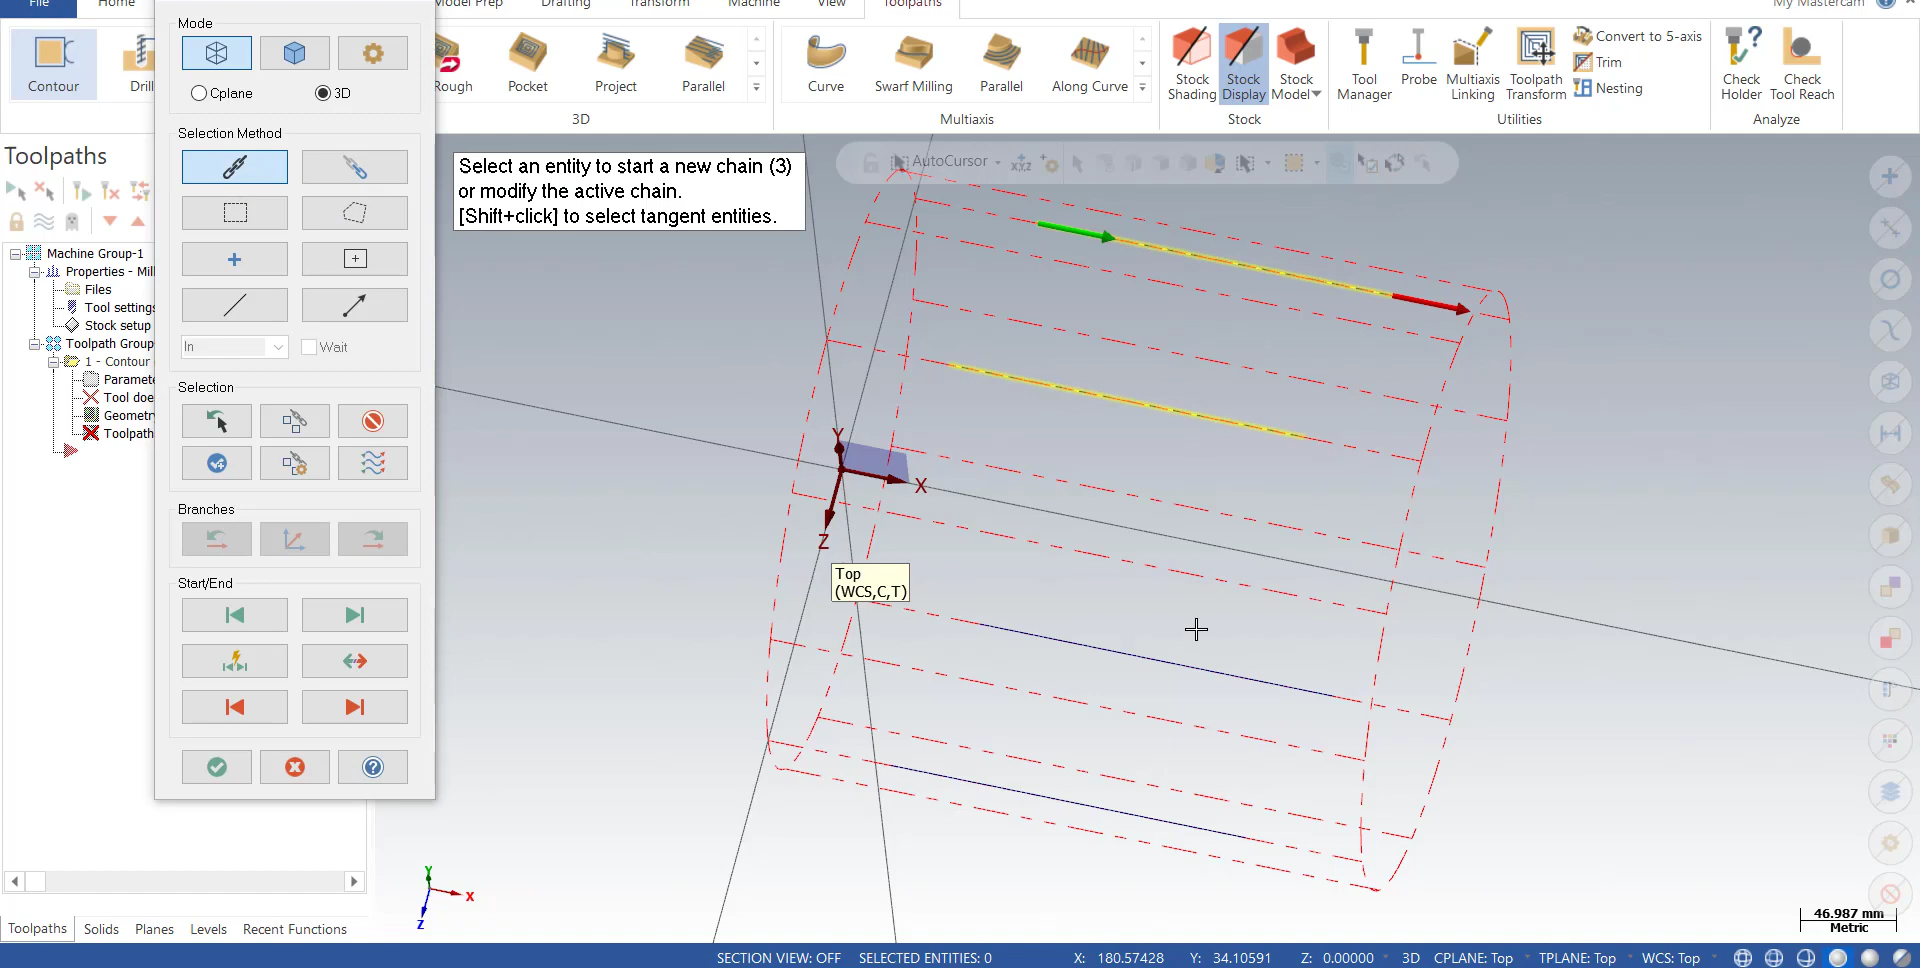 File
Home
Model Prep
Drafting
Transform
Machine
View
Toolpaths
My Mastercam
Contour
Drill
Rough
Pocket
Project
Parallel
3D
Curve
Swarf Milling
Parallel
Along Curve
Multiaxis
Stock
Shading
Stock
Display
Stock
Model
Stock
Tool
Manager
Probe
Multiaxis
Linking
Toolpath
Transform
Convert to 5-axis
Trim
Nesting
Utilities
Check
Holder
Check
Tool Reach
Analyze
Mode
Cplane
3D
Selection Method
In
Wait
Selection
Branches
Start/End
Toolpaths
Machine Group-1
Properties - Mill
Files
Tool settings
Stock setup
Toolpath Group
1 - Contour
Paramete
Tool doe
Geometry
Toolpath
Toolpaths
Solids
Planes
Levels
Recent Functions
Select an entity to start a new chain (3)
or modify the active chain.
[Shift+click] to select tangent entities.
AutoCursor
X,Y,Z
Y
X
Z
Top
(WCS,C,T)
Y
X
Z
46.987 mm
Metric
SECTION VIEW: OFF
SELECTED ENTITIES: 0
X: 180.57428
Y: 34.10591
Z: 0.00000
3D
CPLANE: Top
TPLANE: Top
WCS: Top